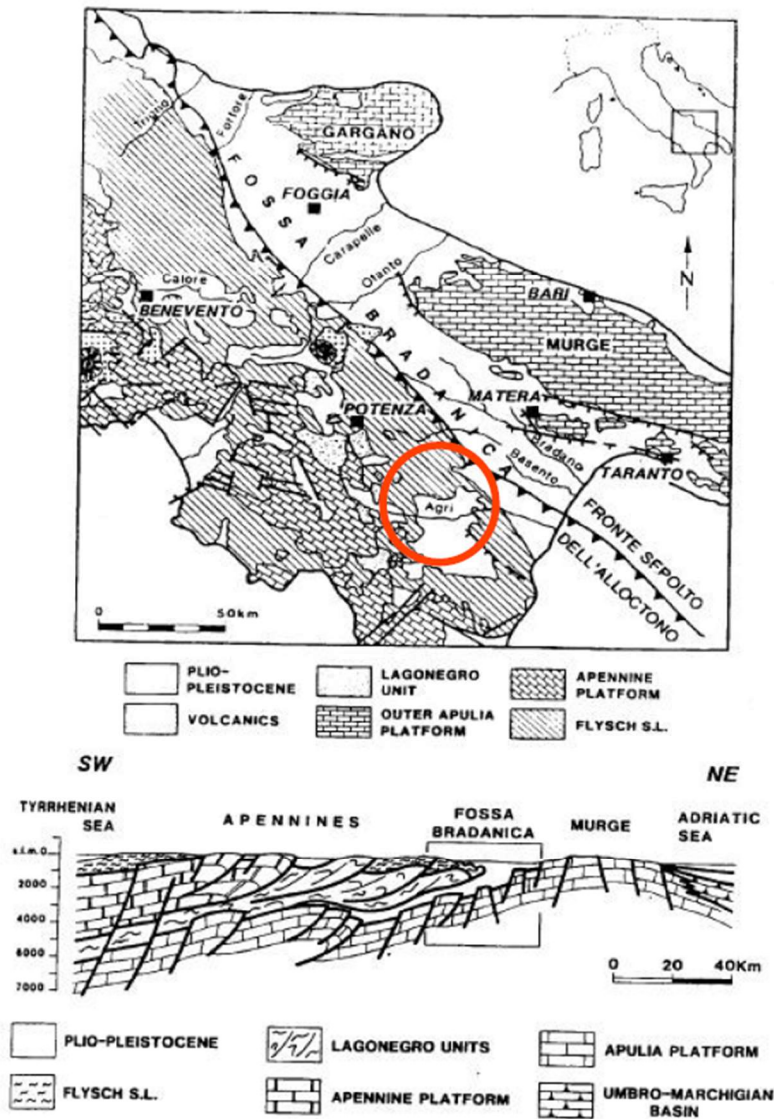 GARGANO
Trigno
Fortore
FOSSA
FOGGIA
Carapelle
Ofanto
N
Calore
BENEVENTO
BARI
BRADANICA
MURGE
MATERA
POTENZA
Bradano
Basento
TARANTO
Agri
FRONTE SEPOLTO
DELL'ALLOCTONO
0 50km
PLIO-
PLEISTOCENE
LAGONEGRO
UNIT
APENNINE
PLATFORM
VOLCANICS
OUTER APULIA
PLATFORM
FLYSCH S.L.
SW
NE
TYRRHENIAN
SEA
APENNINES
FOSSA
BRADANICA
MURGE
ADRIATIC
SEA
s.l.m.0
2000
4000
6000
7000
0 20 40Km
PLIO-PLEISTOCENE
LAGONEGRO UNITS
APULIA PLATFORM
FLYSCH S.L.
APENNINE PLATFORM
UMBRO-MARCHIGIAN
BASIN